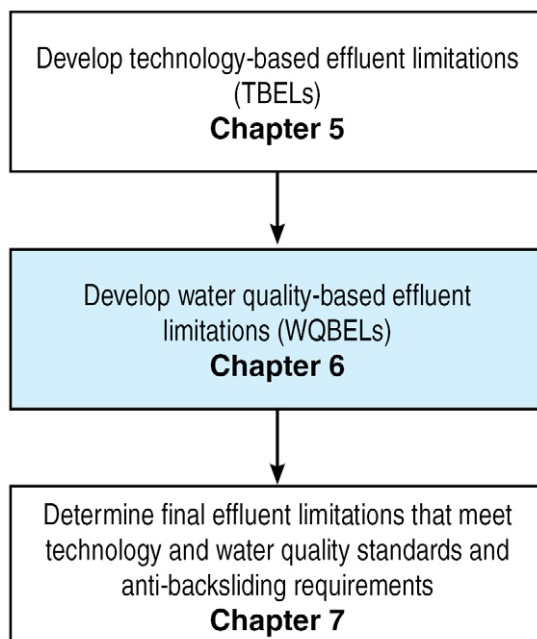 Develop technology-based effluent limitations
(TBELs)
Chapter 5
Develop water quality-based effluent
limitations (WQBELs)
Chapter 6
Determine final effluent limitations that meet
technology and water quality standards and
anti-backsliding requirements
Chapter 7